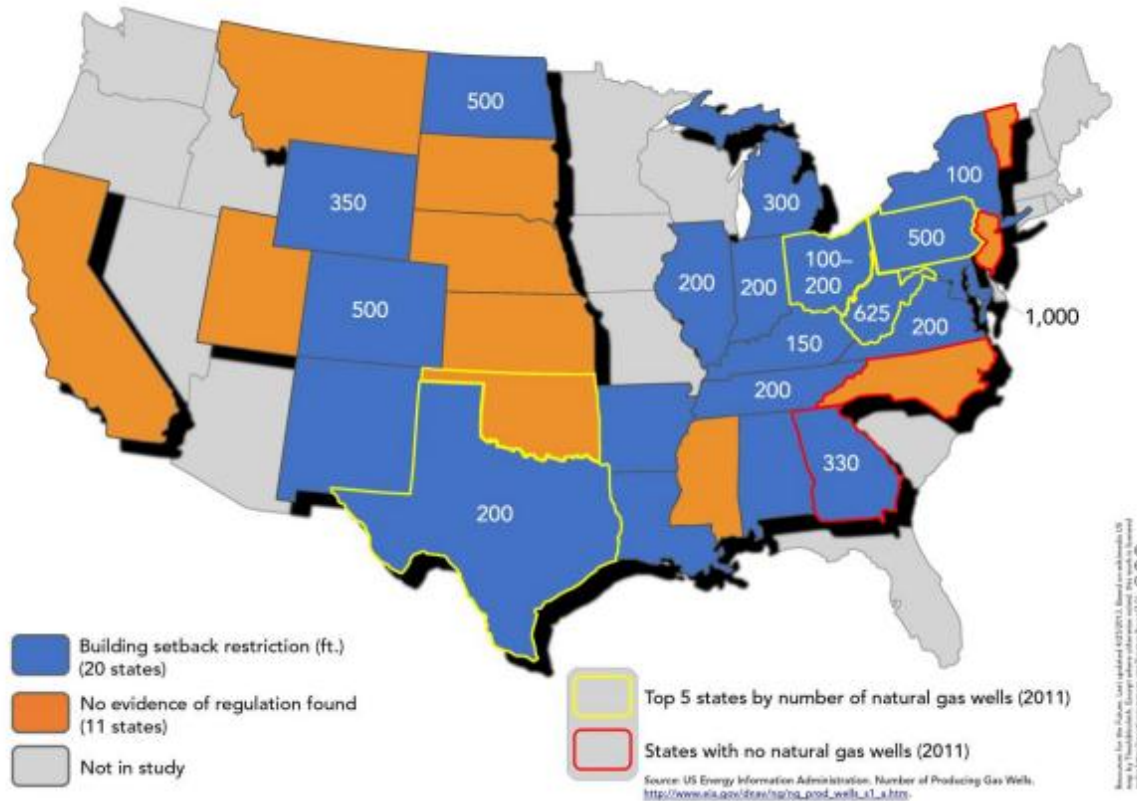 500
100
350
300
500
100–
200
200
200
500
625
1,000
200
150
200
330
200
Building setback restriction (ft.)
(20 states)
No evidence of regulation found
(11 states)
Not in study
Top 5 states by number of natural gas wells (2011)
States with no natural gas wells (2011)
Source: US Energy Information Administration. Number of Producing Gas Wells.
http://www.eia.gov/dnav/ng/ng_prod_wells_s1_a.htm.